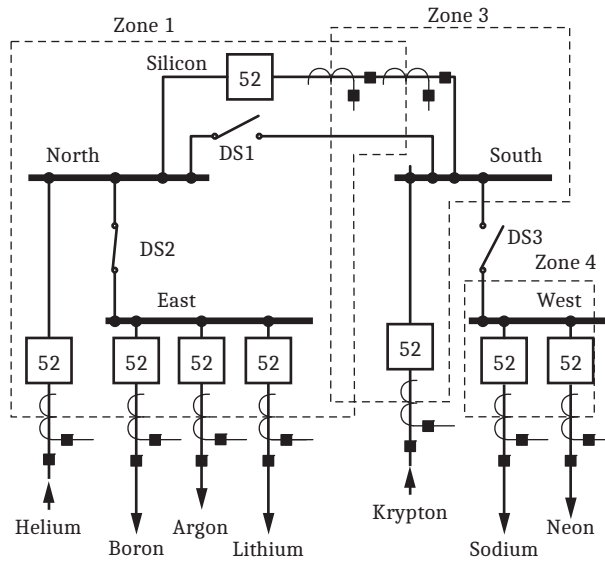 Zone 3
Zone 1
Silicon
52
DS1
North
South
DS2
DS3
Zone 4
East
West
52
52
52
52
52
52
52
Helium
Argon
Krypton
Neon
Boron
Lithium
Sodium